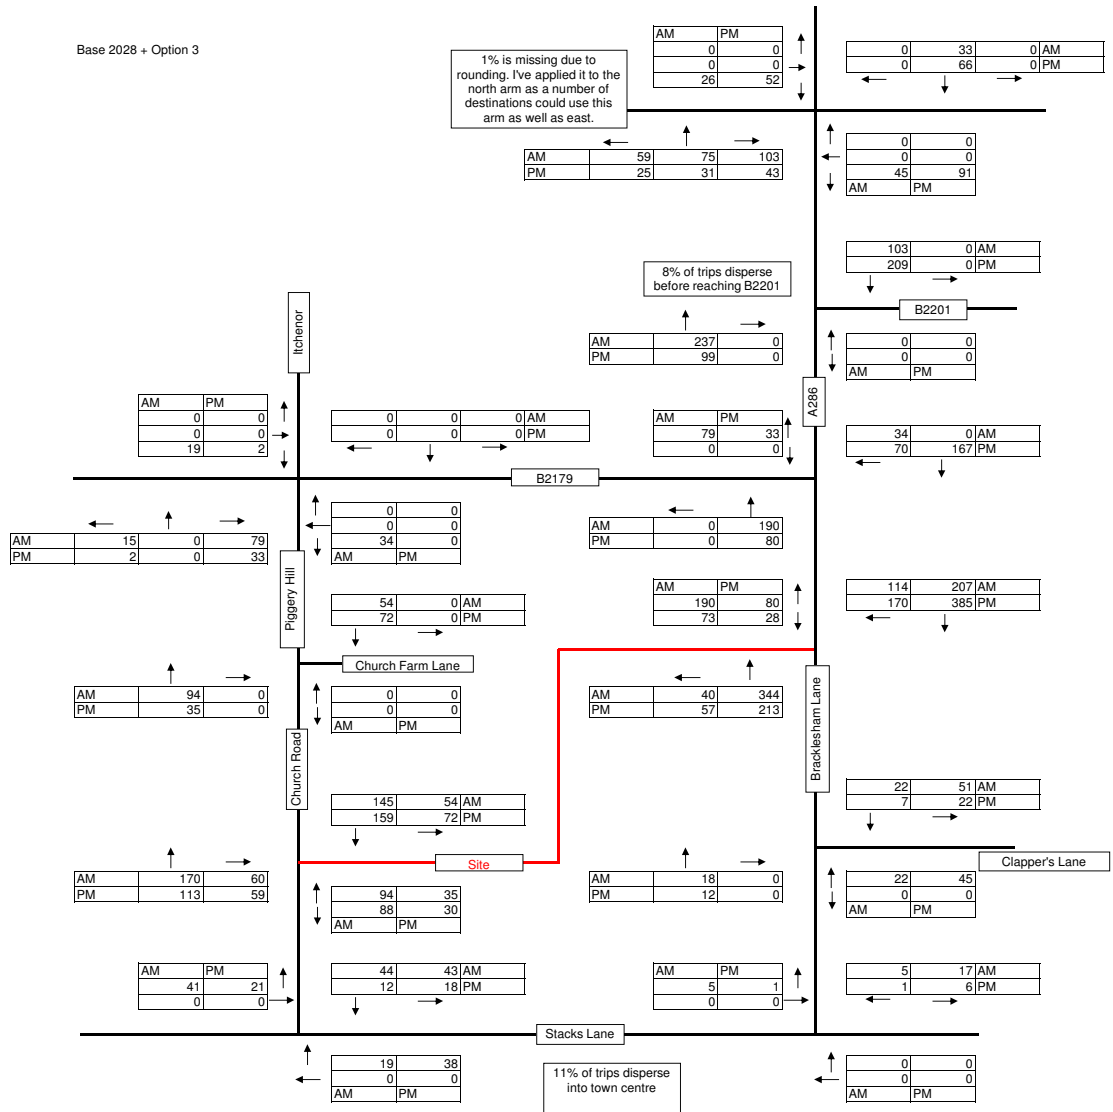 AM PM
0 0
0 0
26 52
0 33 0 AM
0 66 0 PM
Base 2028 + Option 3
1% is missing due to
rounding. I've applied it to the
north arm as a number of
destinations could use this
arm as well as east.
AM 59 75 103
PM 25 31 43
0 0
0 0
45 91
AM PM
103 0 AM
209 0 PM
8% of trips disperse
before reaching B2201
B2201
Itchenor
AM 237 0
PM 99 0
0 0
0 0
AM PM
A286
AM PM
0 0
0 0
19 2
0 0 0 AM
0 0 0 PM
AM PM
79 33
0 0
34 0 AM
70 167 PM
B2179
AM 15 0 79
PM 2 0 33
0 0
0 0
34 0
AM PM
AM 0 190
PM 0 80
Piggery Hill
54 0 AM
72 0 PM
AM PM
190 80
73 28
114 207 AM
170 385 PM
Church Farm Lane
AM 94 0
PM 35 0
0 0
0 0
AM PM
AM 40 344
PM 57 213
Bracklesham Lane
Church Road
145 54 AM
159 72 PM
22 51 AM
7 22 PM
Site
Clapper's Lane
AM 170 60
PM 113 59
94 35
88 30
AM PM
AM 18 0
PM 12 0
22 45
0 0
AM PM
AM PM
41 21
0 0
44 43 AM
12 18 PM
AM PM
5 1
0 0
5 17 AM
1 6 PM
Stacks Lane
19 38
0 0
AM PM
11% of trips disperse
into town centre
0 0
0 0
AM PM